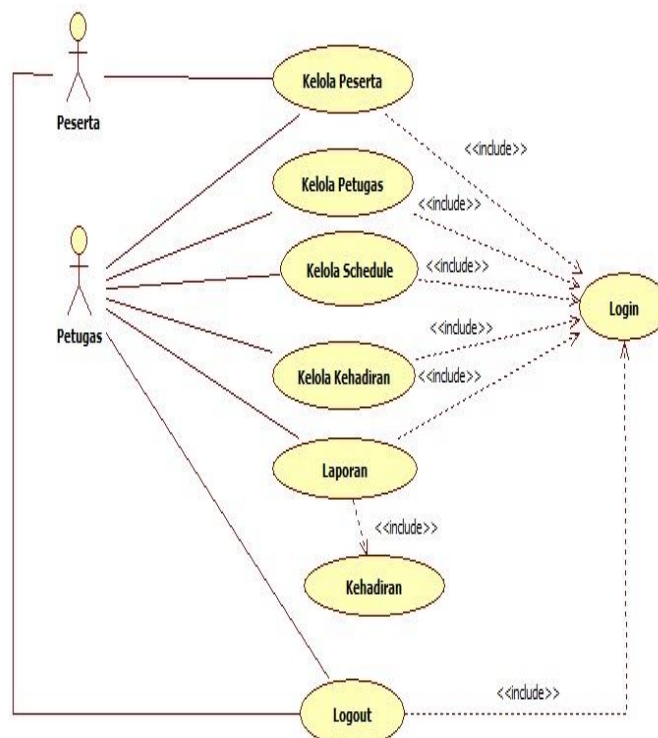 Peserta
Kelola Peserta
<<include>>
Kelola Petugas
<<include>>
Petugas
Kelola Schedule
<<include>>
Login
Kelola Kehadiran
<<include>>
<<include>>
Laporan
<<include>>
Kehadiran
Logout
<<include>>